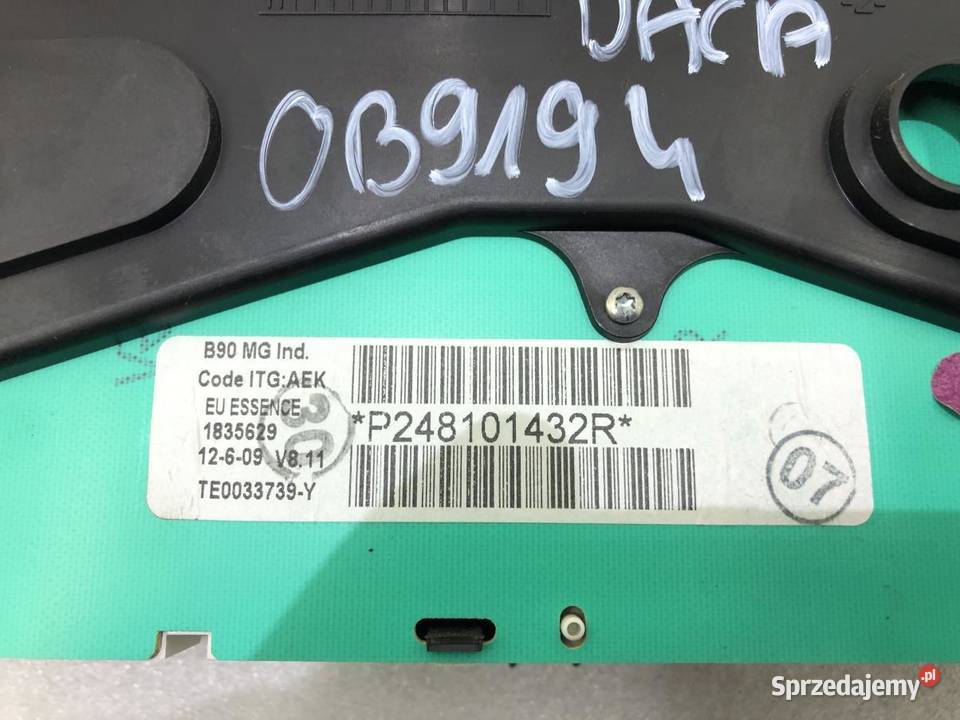 DACIA
0B9194
B90 MG Ind.
Code ITG:AEK
EU ESSENCE
1835629
12-6-09 V8.11
TE0033739-Y
30
*P248101432R*
07
Sprzedajemy.pl